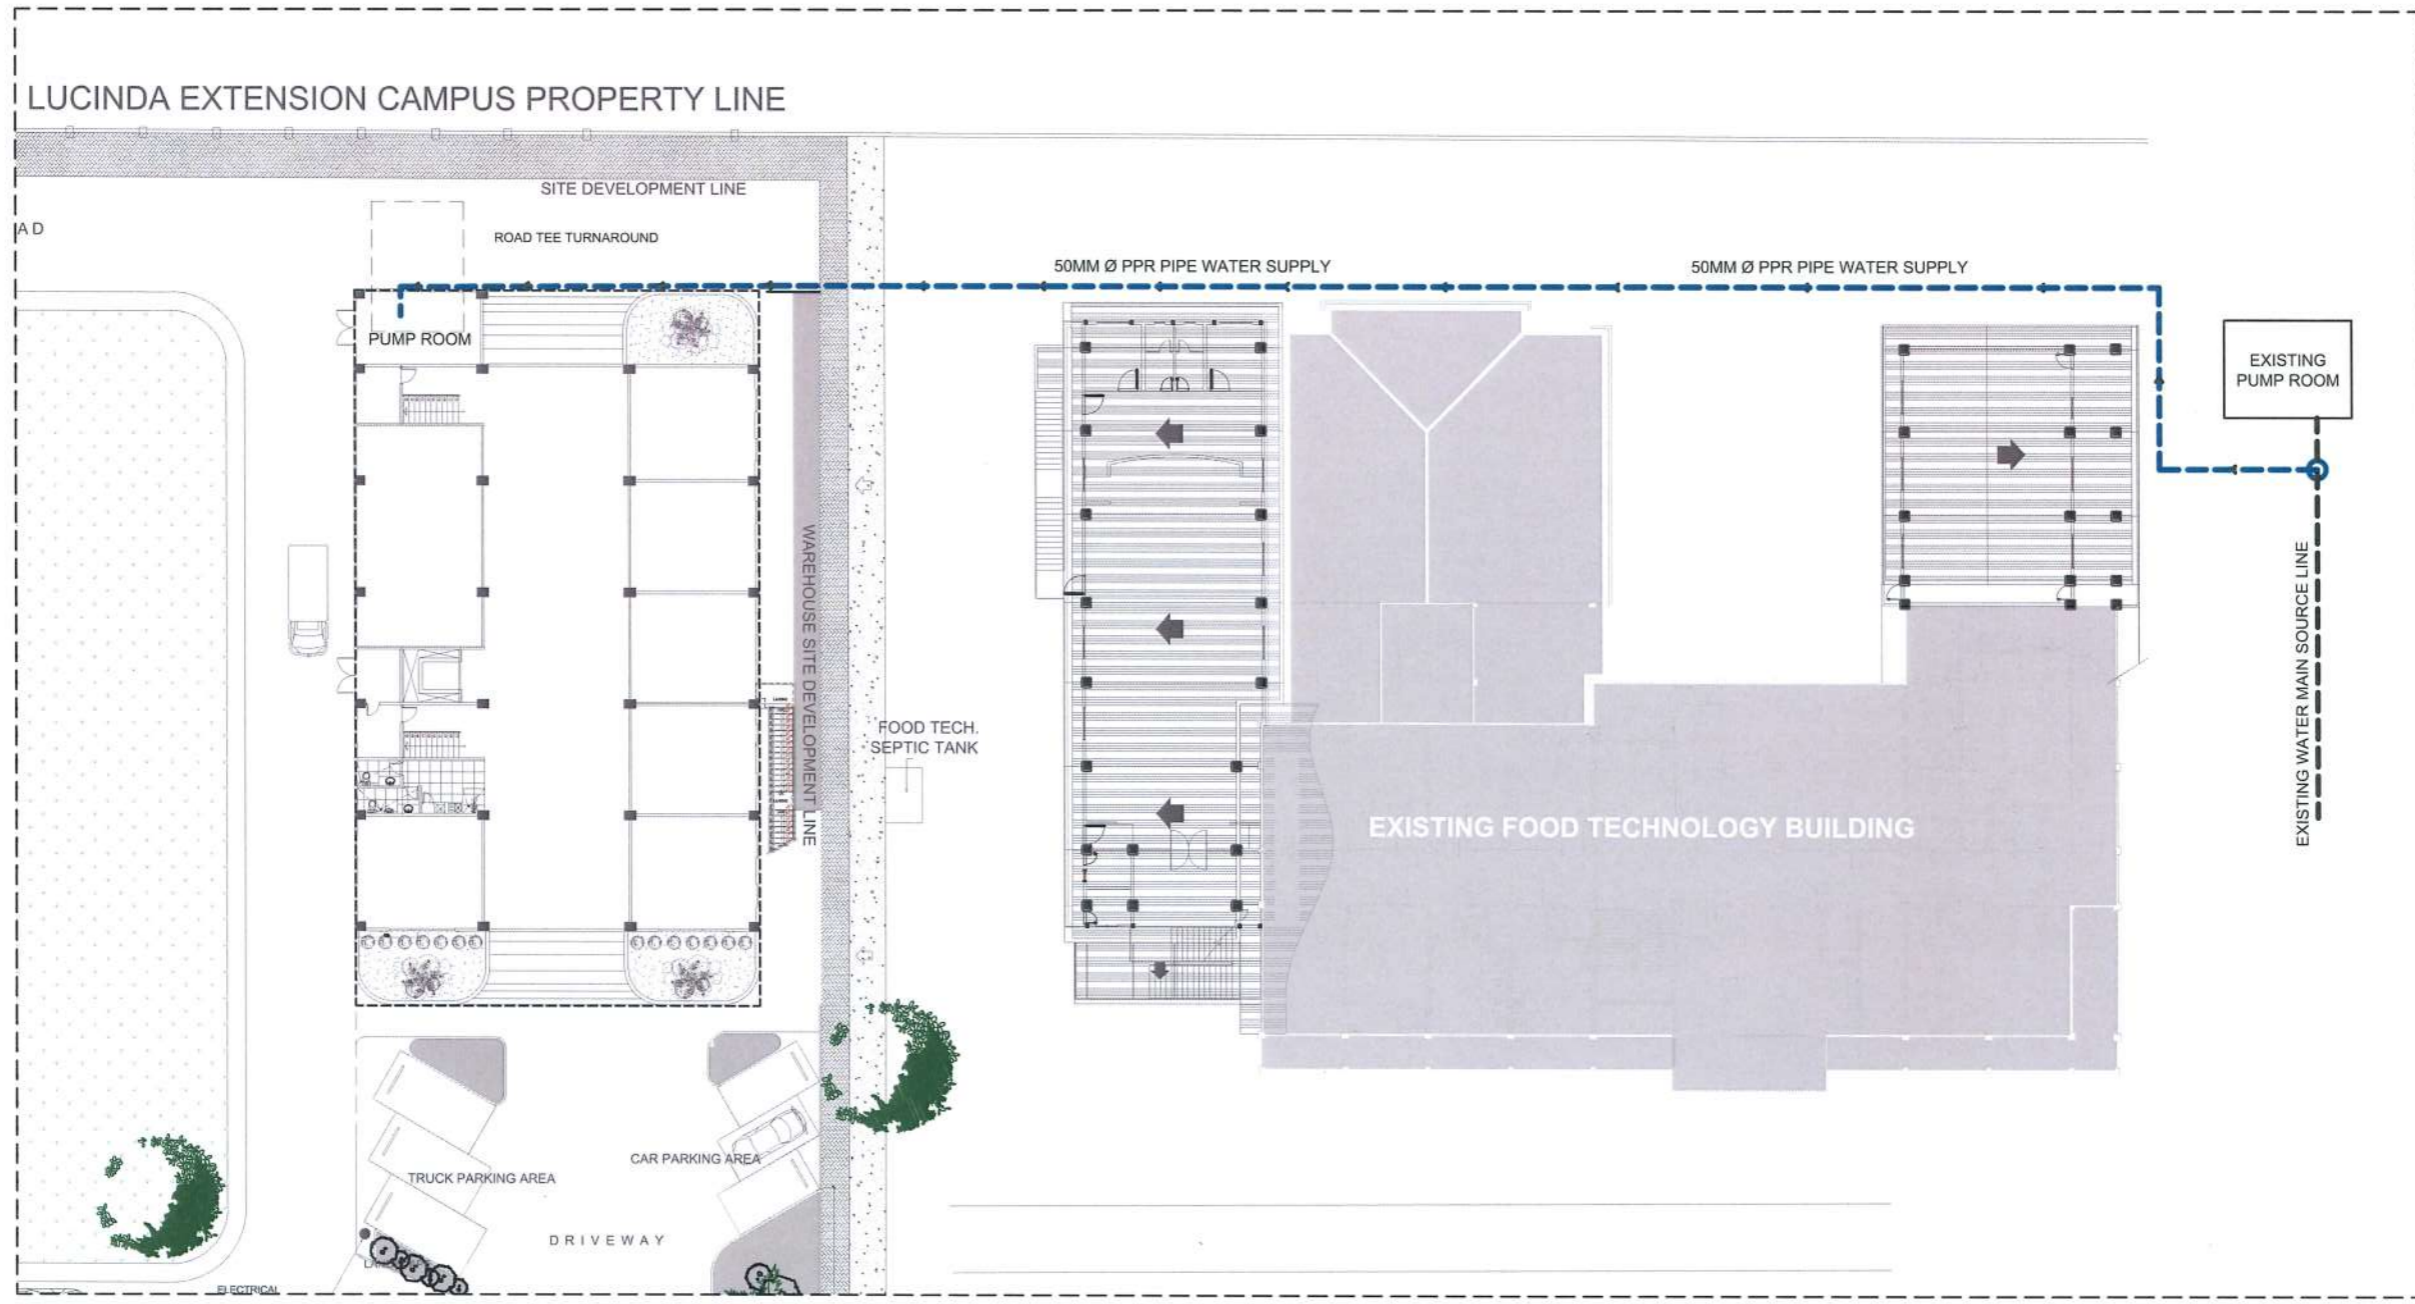 LUCINDA EXTENSION CAMPUS PROPERTY LINE
SITE DEVELOPMENT LINE
A D
ROAD TEE TURNAROUND
50MM Ø PPR PIPE WATER SUPPLY
50MM Ø PPR PIPE WATER SUPPLY
PUMP ROOM
EXISTING
PUMP ROOM
WAREHOUSE SITE DEVELOPMENT LINE
EXISTING WATER MAIN SOURCE LINE
FOOD TECH.
SEPTIC TANK
EXISTING FOOD TECHNOLOGY BUILDING
CAR PARKING AREA
TRUCK PARKING AREA
DRIVEWAY
ELECTRICAL